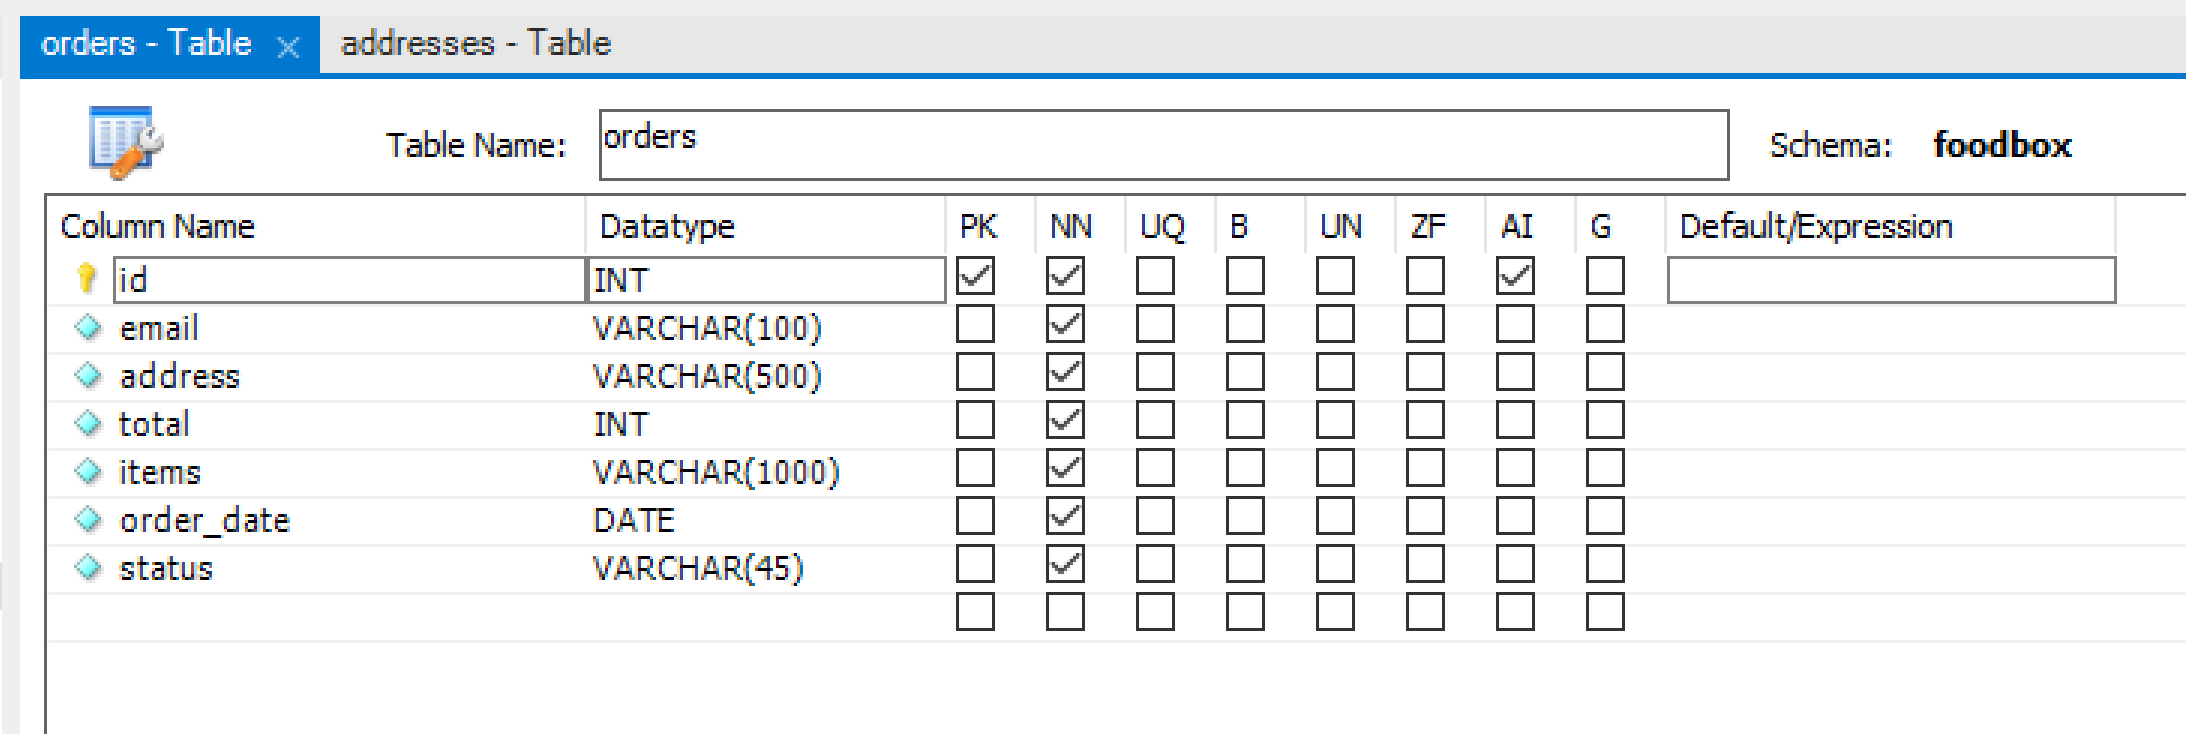 orders - Table × addresses - Table
Table Name: orders Schema: foodbox
Column Name Datatype PK NN UQ B UN ZF AI G Default/Expression
id INT
email VARCHAR(100)
address VARCHAR(500)
total INT
items VARCHAR(1000)
order_date DATE
status VARCHAR(45)